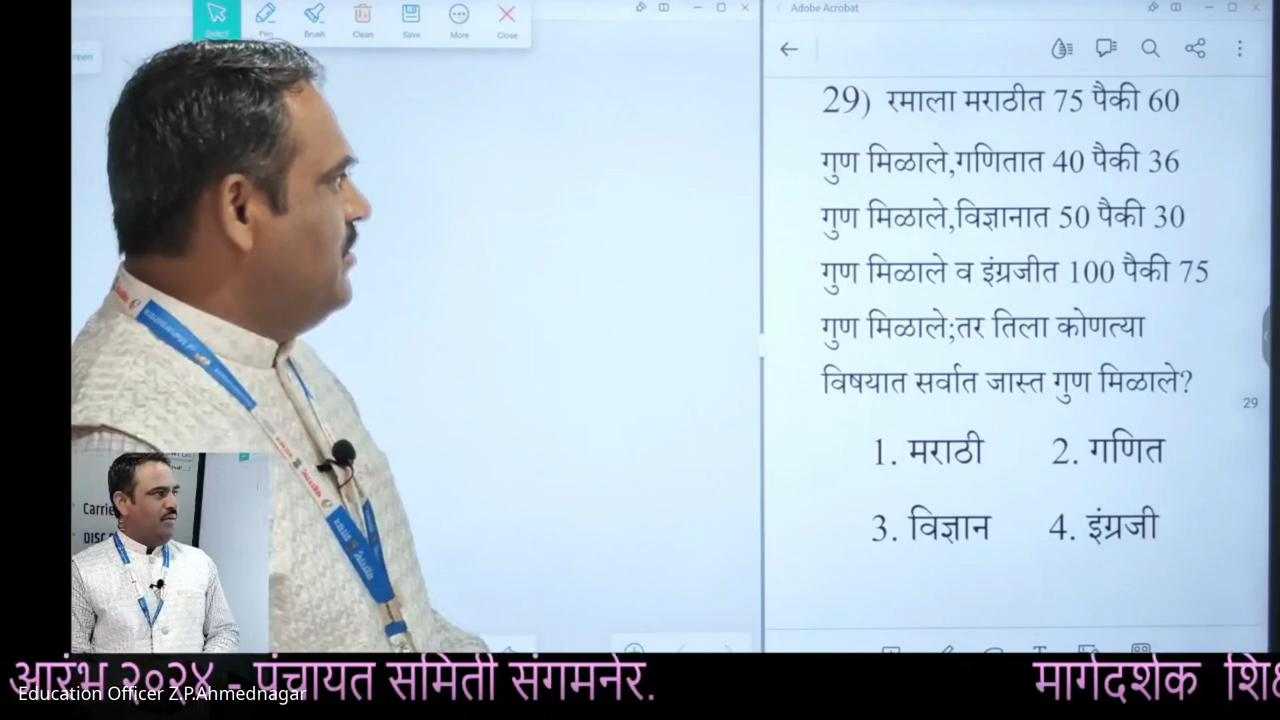 Select Pen Brush Clean Save More Close
Adobe Acrobat
29) रमाला मराठीत 75 पैकी 60
गुण मिळाले,गणितात 40 पैकी 36
गुण मिळाले,विज्ञानात 50 पैकी 30
गुण मिळाले व इंग्रजीत 100 पैकी 75
गुण मिळाले;तर तिला कोणत्या
विषयात सर्वात जास्त गुण मिळाले?
29
1. मराठी 2. गणित
3. विज्ञान 4. इंग्रजी
Carrie
DISC
आरंभ २०२४ - पंचायत समिती संगमनेर.
मार्गदर्शक
Education Officer Z.P.Ahmednagar